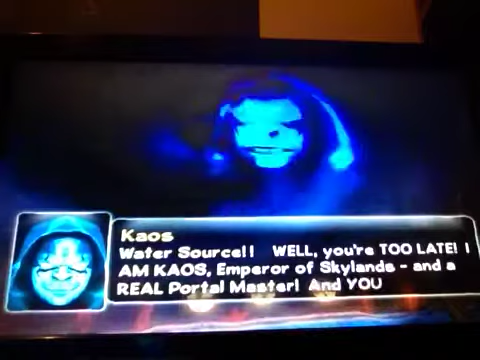 Kaos
Water Source!! WELL, you're TOO LATE! I
AM KAOS, Emperor of Skylands - and a
REAL Portal Master! And YOU